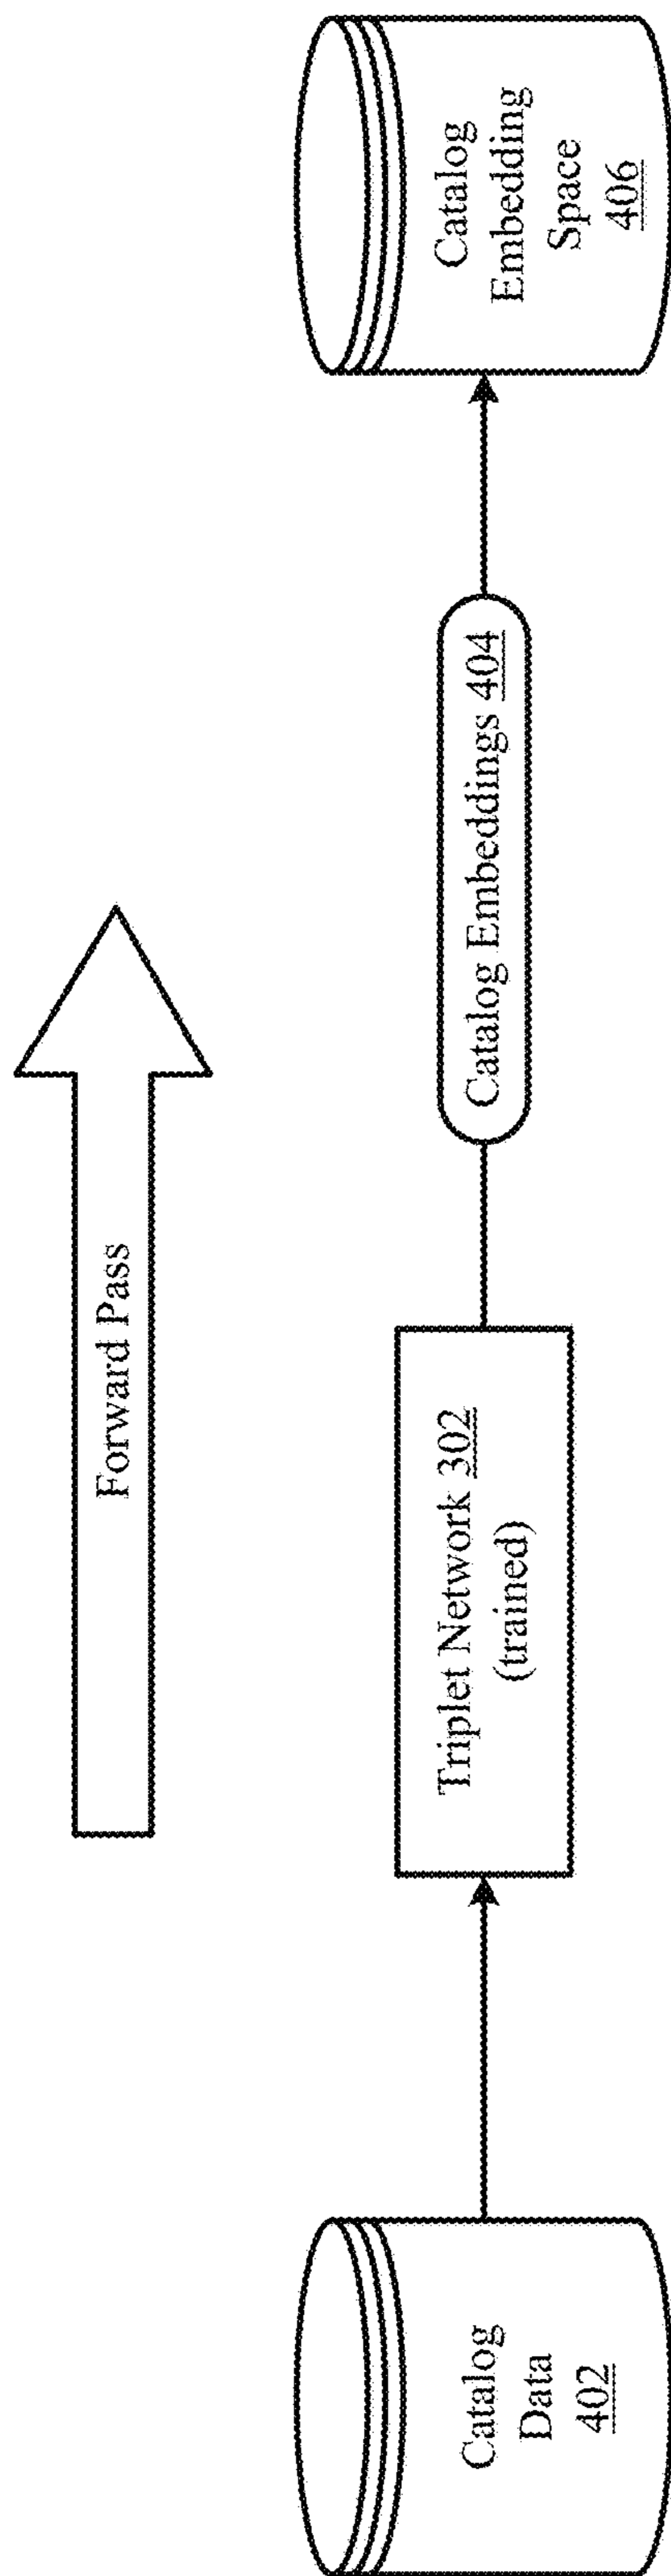 Forward Pass
Catalog
Data
402
Triplet Network 302
(trained)
Catalog Embeddings 404
Catalog
Embedding
Space
406